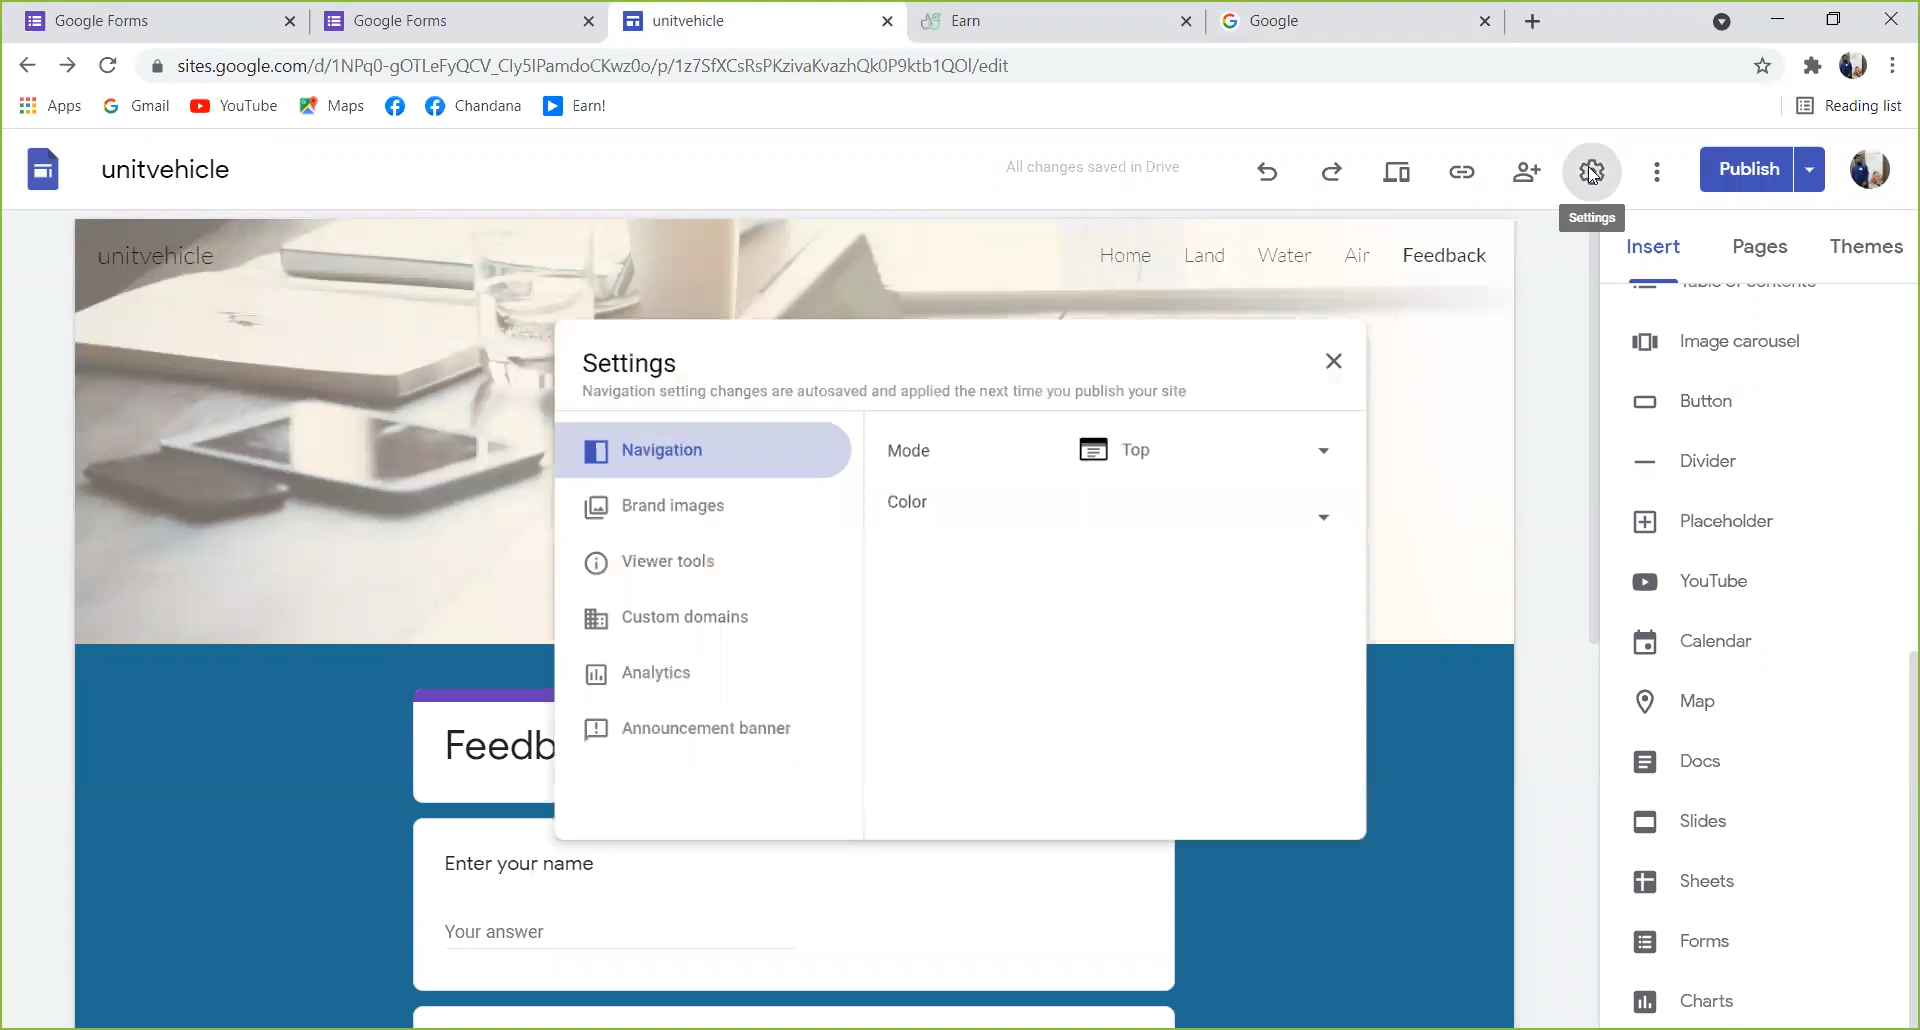 Google Forms
Google Forms
unitvehicle
Earn
Google
sites.google.com/d/1NPq0-gOTLeFyQCV_CIy5IPamdoCKwz0o/p/1z7SfXCsRsPKzivaKvazhQk0P9ktb1QOl/edit
Apps
Gmail
YouTube
Maps
Chandana
Earn!
Reading list
unitvehicle
All changes saved in Drive
Publish
Settings
unitvehicle
Home
Land
Water
Air
Feedback
Insert
Pages
Themes
Table of contents
Image carousel
Button
Divider
Placeholder
YouTube
Calendar
Map
Docs
Slides
Sheets
Forms
Charts
Settings
Navigation setting changes are autosaved and applied the next time you publish your site
Navigation
Brand images
Viewer tools
Custom domains
Analytics
Announcement banner
Mode
Top
Color
Feedb
Enter your name
Your answer